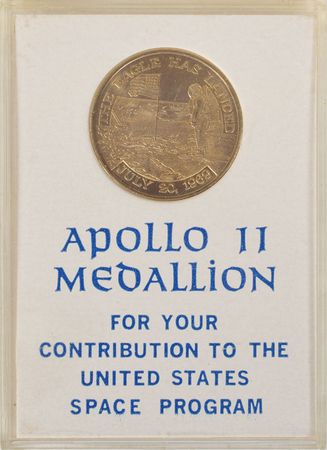 THE EAGLE HAS LANDED
JULY 20, 1969
APOLLO 11
MEDALLION
FOR YOUR
CONTRIBUTION TO THE
UNITED STATES
SPACE PROGRAM